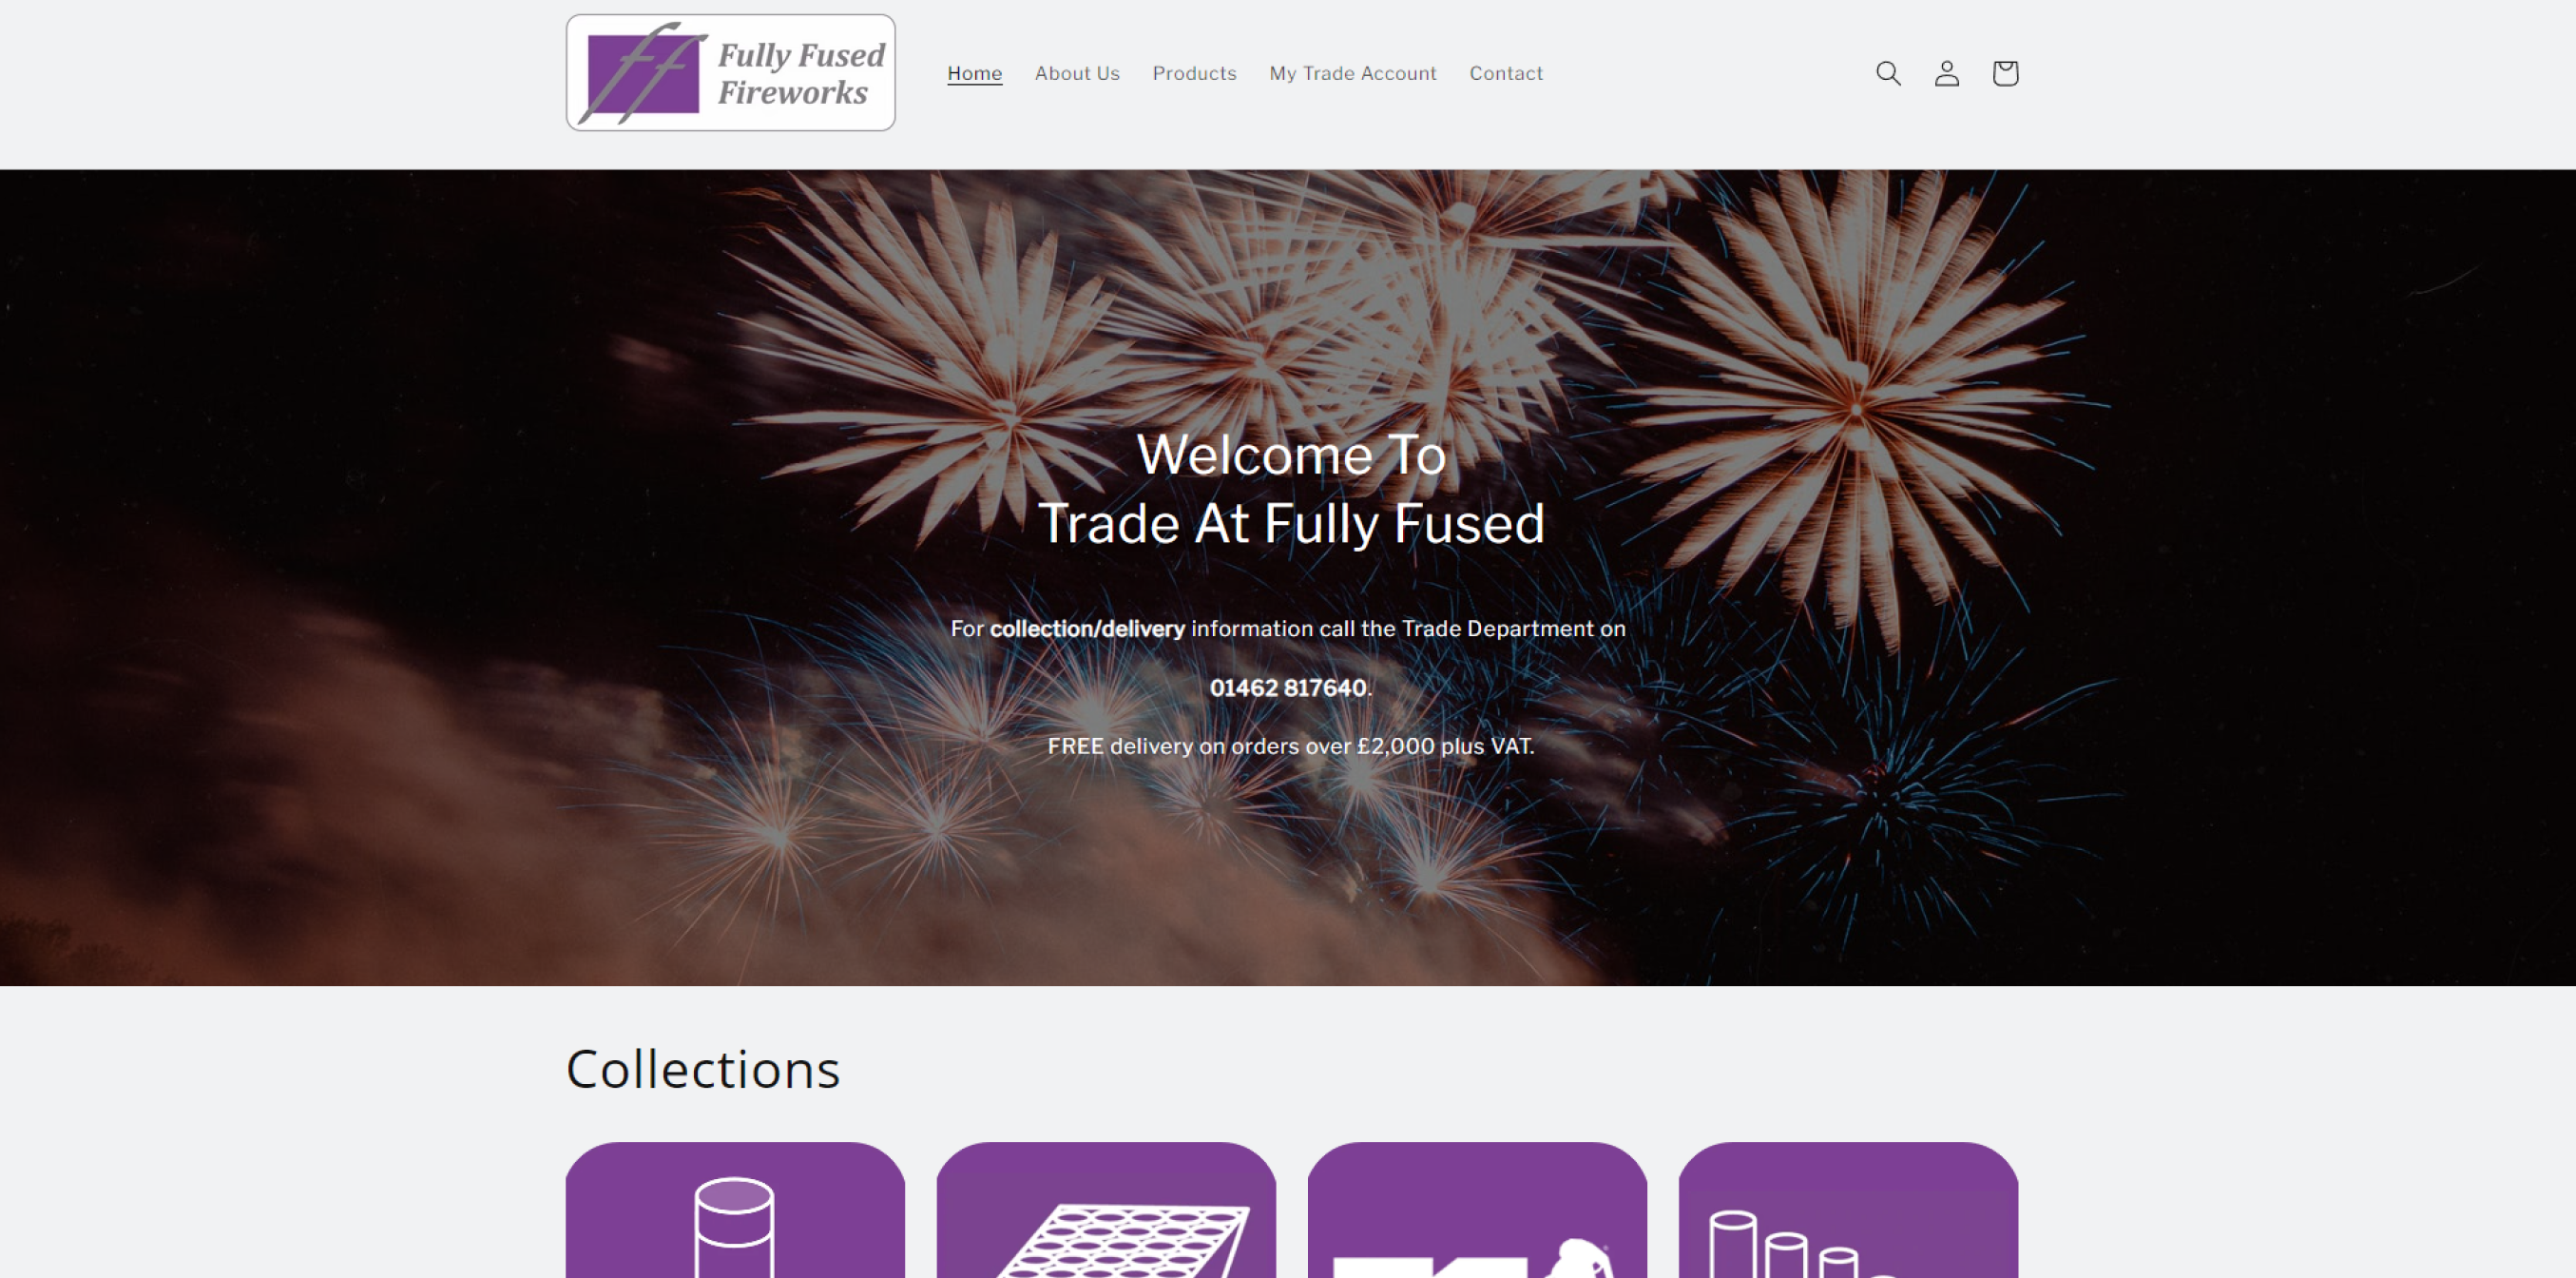 Fully Fused
Fireworks
Home About Us Products My Trade Account Contact
Welcome To
Trade At Fully Fused
For collection/delivery information call the Trade Department on
01462 817640.
FREE delivery on orders over £2,000 plus VAT.
Collections